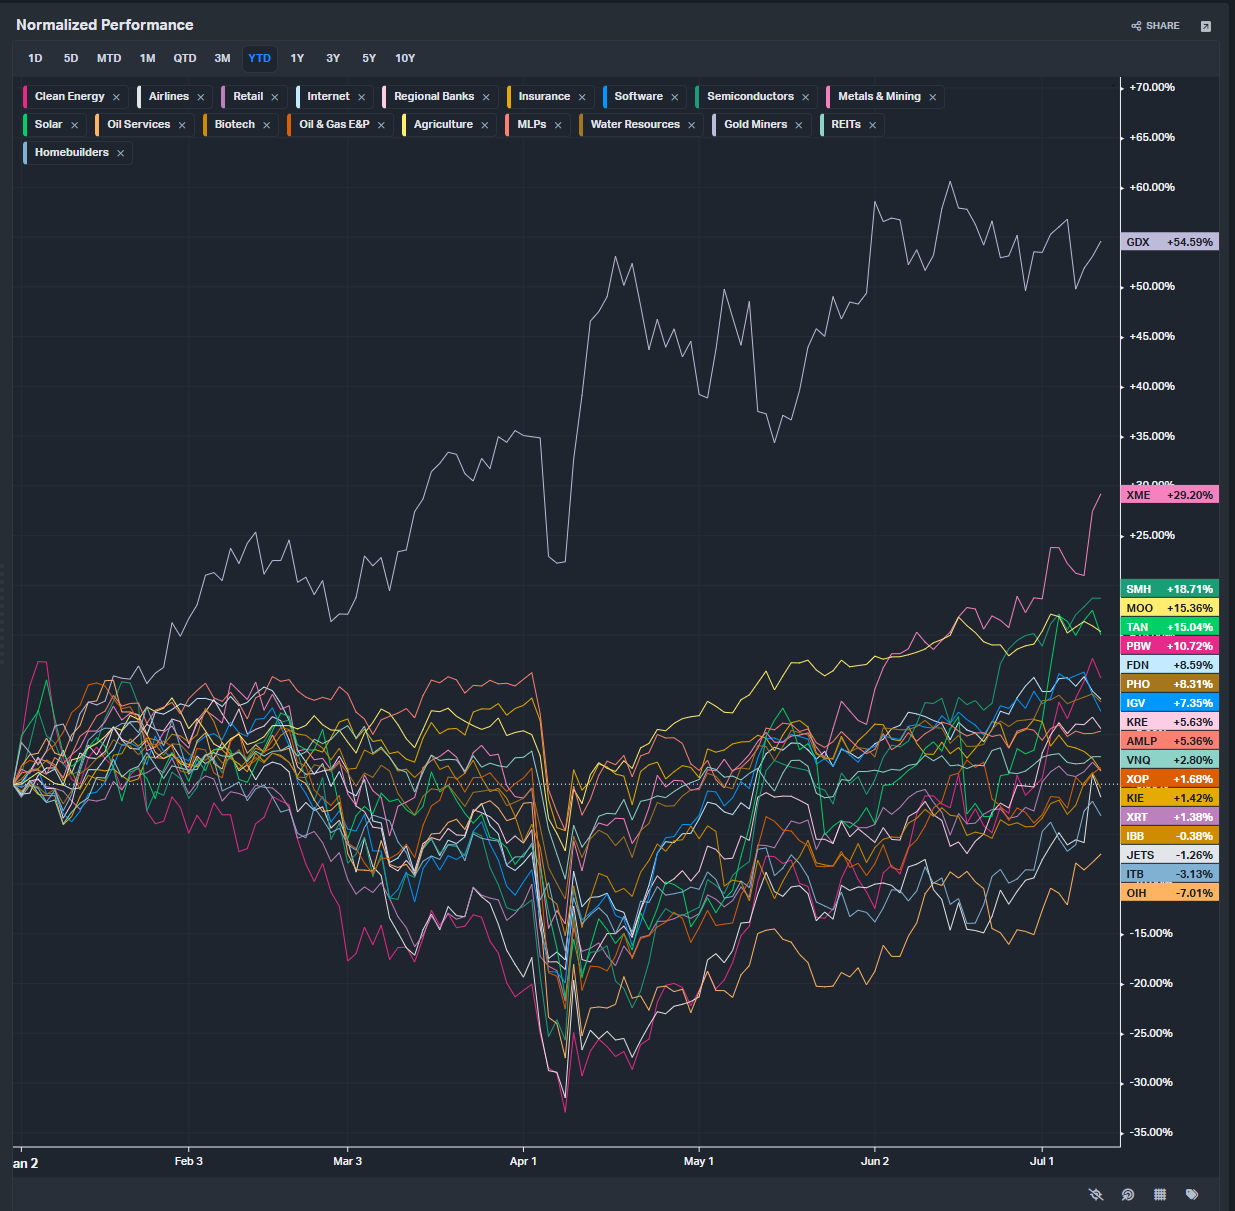 Normalized Performance
SHARE
1D 5D MTD 1M QTD 3M YTD 1Y 3Y 5Y 10Y
Clean Energy × Airlines × Retail × Internet × Regional Banks × Insurance × Software × Semiconductors × Metals & Mining ×
Solar × Oil Services × Biotech × Oil & Gas E&P × Agriculture × MLPs × Water Resources × Gold Miners × REITs ×
Homebuilders ×
+70.00%
+65.00%
+60.00%
GDX +54.59%
+50.00%
+45.00%
+40.00%
+35.00%
+30.00%
XME +29.20%
+25.00%
SMH +18.71%
MOO +15.36%
TAN +15.04%
PBW +10.72%
FDN +8.59%
PHO +8.31%
IGV +7.35%
KRE +5.63%
AMLP +5.36%
VNQ +2.80%
XOP +1.68%
KIE +1.42%
XRT +1.38%
IBB -0.38%
JETS -1.26%
ITB -3.13%
OIH -7.01%
-15.00%
-20.00%
-25.00%
-30.00%
-35.00%
an 2 Feb 3 Mar 3 Apr 1 May 1 Jun 2 Jul 1